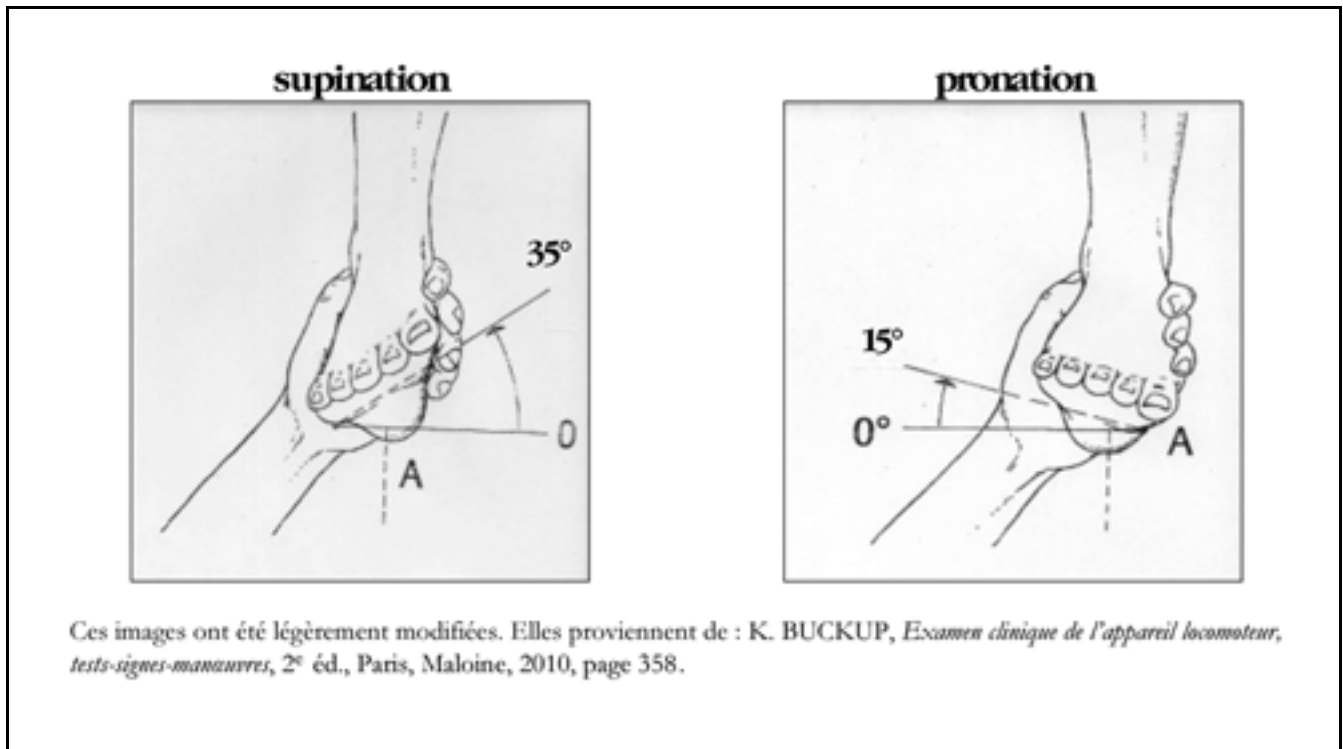 supination
pronation
35°
0
A
15°
0°
A
Ces images ont été légèrement modifiées. Elles proviennent de : K. BUCKUP, Examen clinique de l'appareil locomoteur,
tests-signes-manœuvres, 2e éd., Paris, Maloine, 2010, page 358.